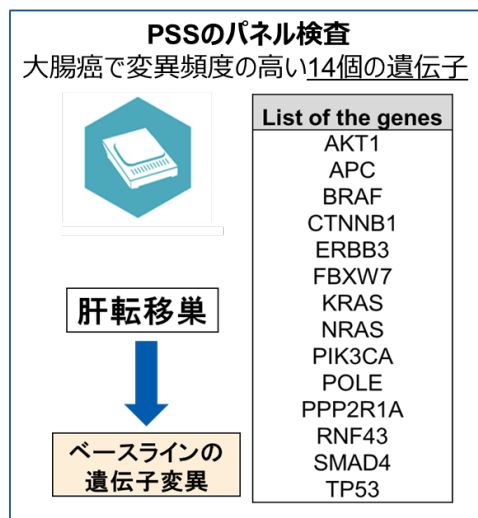 PSSのパネル検査
大腸癌で変異頻度の高い14個の遺伝子
List of the genes
AKT1
APC
BRAF
CTNNB1
ERBB3
FBXW7
KRAS
NRAS
PIK3CA
POLE
PPP2R1A
RNF43
SMAD4
TP53
肝転移巣
ベースラインの
遺伝子変異